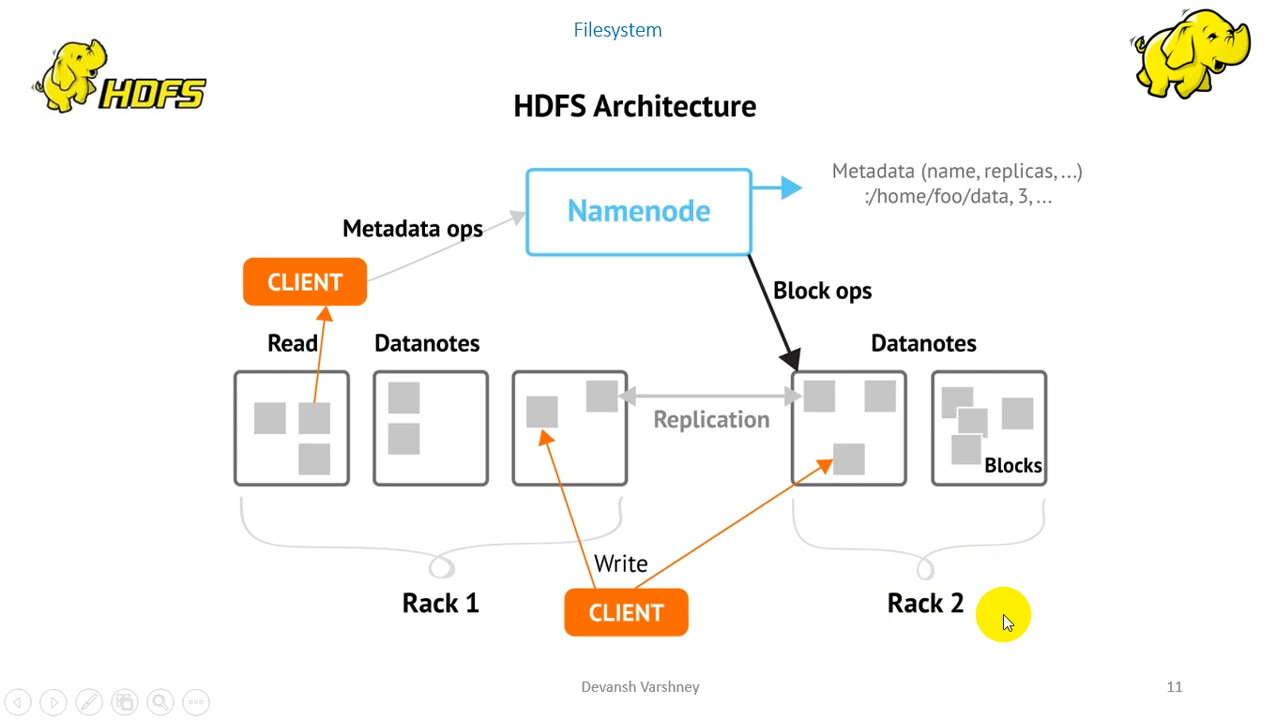 Filesystem
HDFS
HDFS Architecture
Namenode
Metadata (name, replicas, ...)
:/home/foo/data, 3, ...
Metadata ops
CLIENT
Block ops
Read
Datanotes
Datanotes
Replication
Blocks
Write
Rack 1
CLIENT
Rack 2
Devansh Varshney
11